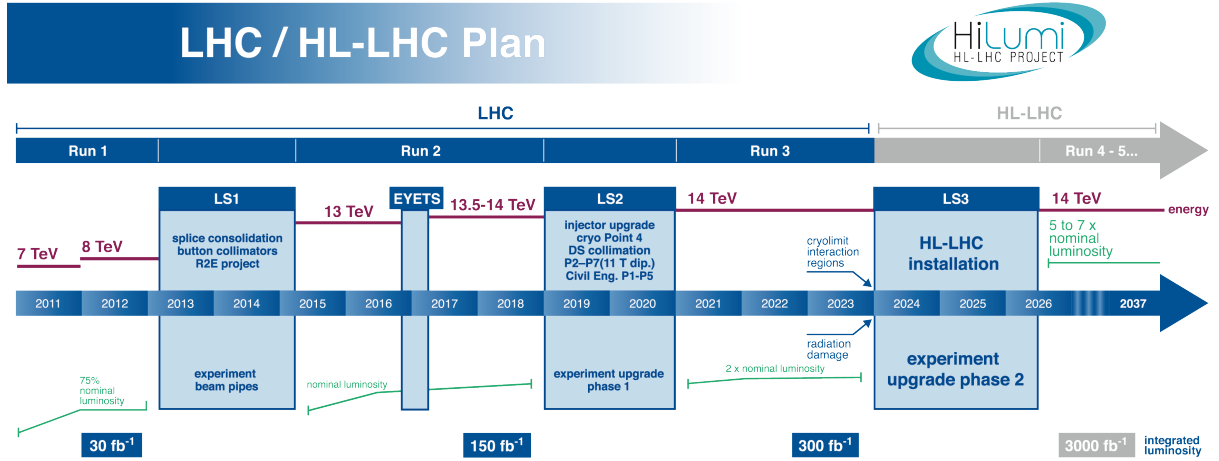 LHC / HL-LHC Plan
HiLumi
HL-LHC PROJECT
LHC
HL-LHC
Run 1
Run 2
Run 3
Run 4 - 5...
LS1
EYETS
LS2
LS3
7 TeV
8 TeV
13 TeV
13.5-14 TeV
14 TeV
14 TeV
energy
splice consolidation
button collimators
R2E project
injector upgrade
cryo Point 4
DS collimation
P2–P7(11 T dip.)
Civil Eng. P1-P5
cryolimit
interaction
regions
HL-LHC
installation
5 to 7 x
nominal
luminosity
2011
2012
2013
2014
2015
2016
2017
2018
2019
2020
2021
2022
2023
2024
2025
2026
2037
75%
nominal
luminosity
experiment
beam pipes
nominal luminosity
experiment upgrade
phase 1
2 x nominal luminosity
radiation
damage
experiment
upgrade phase 2
30 fb⁻¹
150 fb⁻¹
300 fb⁻¹
3000 fb⁻¹
integrated
luminosity